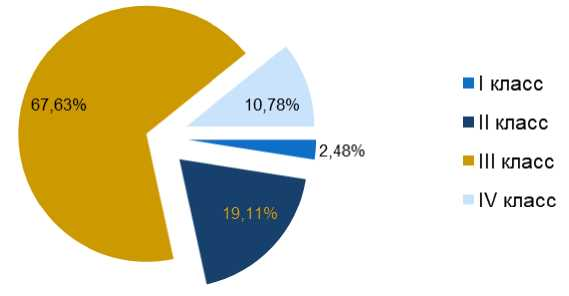 67,63%
10,78%
2,48%
19,11%
I класс
II класс
III класс
IV класс